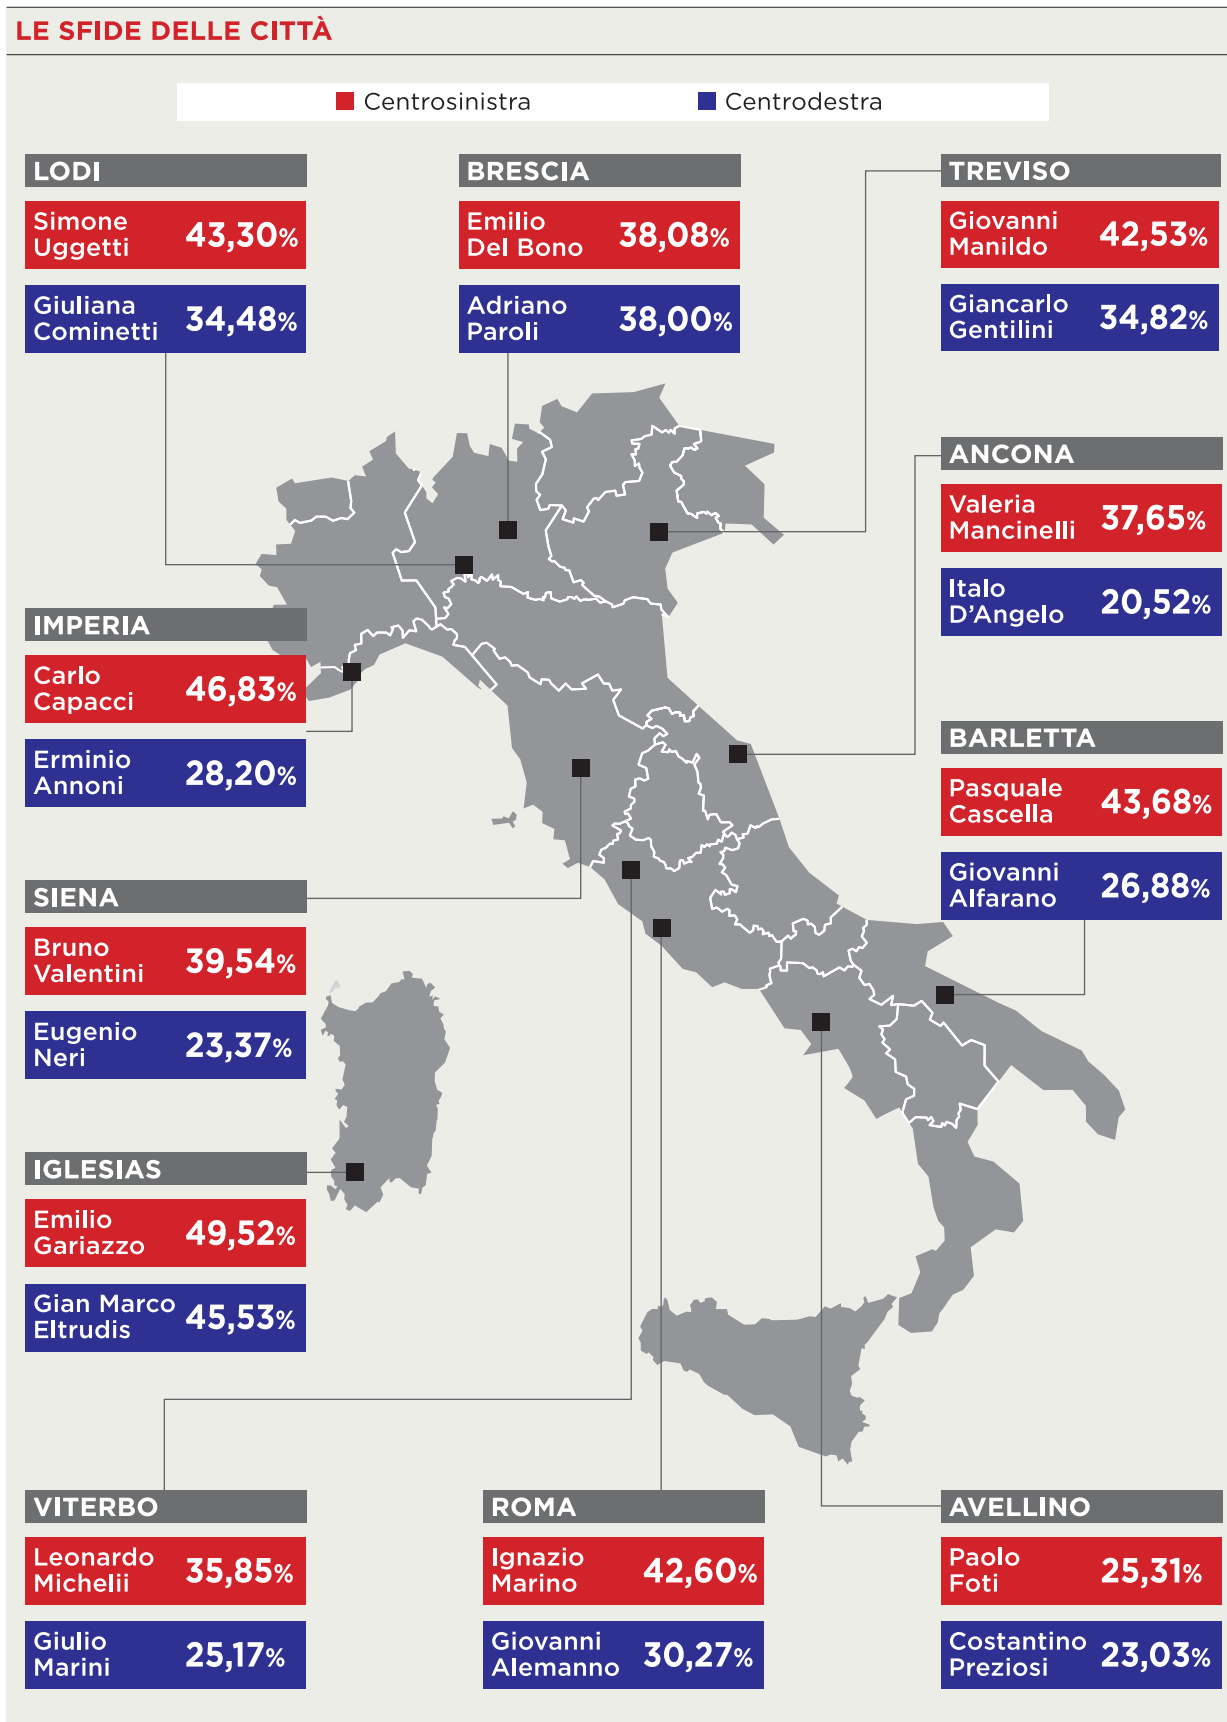 LE SFIDE DELLE CITTÀ
Centrosinistra
Centrodestra
LODI
Simone
Uggetti
43,30%
Giuliana
Cominetti
34,48%
BRESCIA
Emilio
Del Bono
38,08%
Adriano
Paroli
38,00%
TREVISO
Giovanni
Manildo
42,53%
Giancarlo
Gentilini
34,82%
ANCONA
Valeria
Mancinelli
37,65%
Italo
D’Angelo
20,52%
IMPERIA
Carlo
Capacci
46,83%
Erminio
Annoni
28,20%
BARLETTA
Pasquale
Cascella
43,68%
Giovanni
Alfarano
26,88%
SIENA
Bruno
Valentini
39,54%
Eugenio
Neri
23,37%
IGLESIAS
Emilio
Gariazzo
49,52%
Gian Marco
Eltrudis
45,53%
VITERBO
Leonardo
Michelii
35,85%
Giulio
Marini
25,17%
ROMA
Ignazio
Marino
42,60%
Giovanni
Alemanno
30,27%
AVELLINO
Paolo
Foti
25,31%
Costantino
Preziosi
23,03%